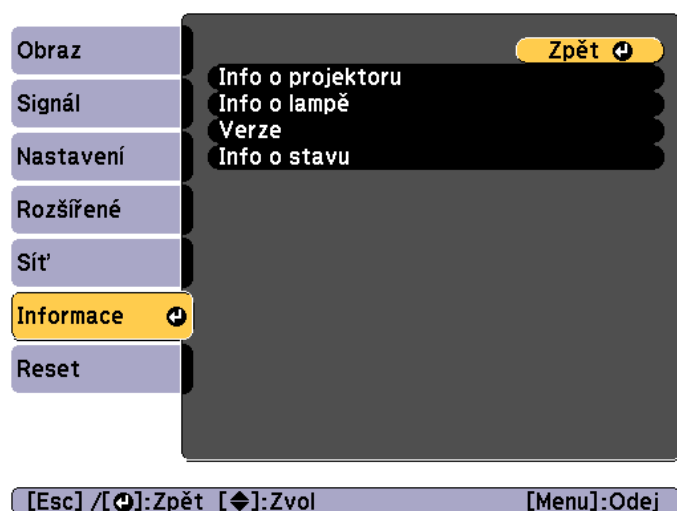 Obraz
Signál
Nastavení
Rozšířené
Síť
Informace
Reset
Zpět
Info o projektoru
Info o lampě
Verze
Info o stavu
[Esc] /[]:Zpět [◆]:Zvol [Menu]:Odej